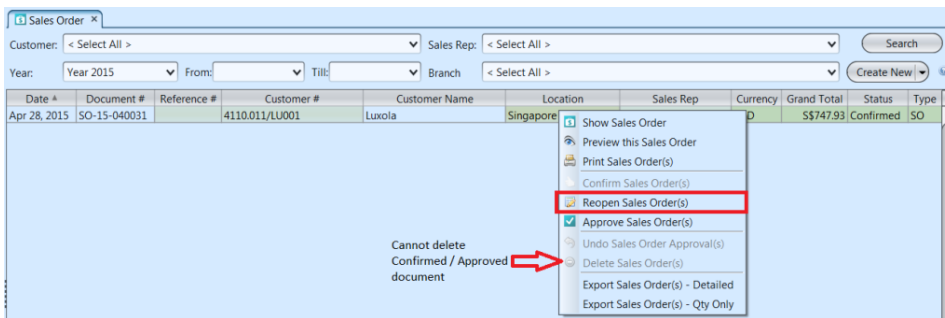 Sales Order
Customer: < Select All > Sales Rep: < Select All > Search
Year: Year 2015 From: Till: Branch < Select All > Create New
Date Document # Reference # Customer # Customer Name Location Sales Rep Currency Grand Total Status Type
Apr 28, 2015 SO-15-040031 4110.011/LU001 Luxola Singapore D S$747.93 Confirmed SO
Show Sales Order
Preview this Sales Order
Print Sales Order(s)
Confirm Sales Order(s)
Reopen Sales Order(s)
Approve Sales Order(s)
Undo Sales Order Approval(s)
Delete Sales Order(s)
Export Sales Order(s) - Detailed
Export Sales Order(s) - Qty Only
Cannot delete
Confirmed / Approved
document